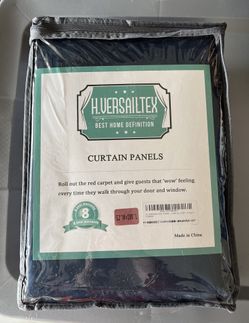 H.VERSAILTEX
BEST HOME DEFINITION
CURTAIN PANELS
Roll out the red carpet and give guests that 'wow' feeling
every time they walk through your door and window.
8
Made in China